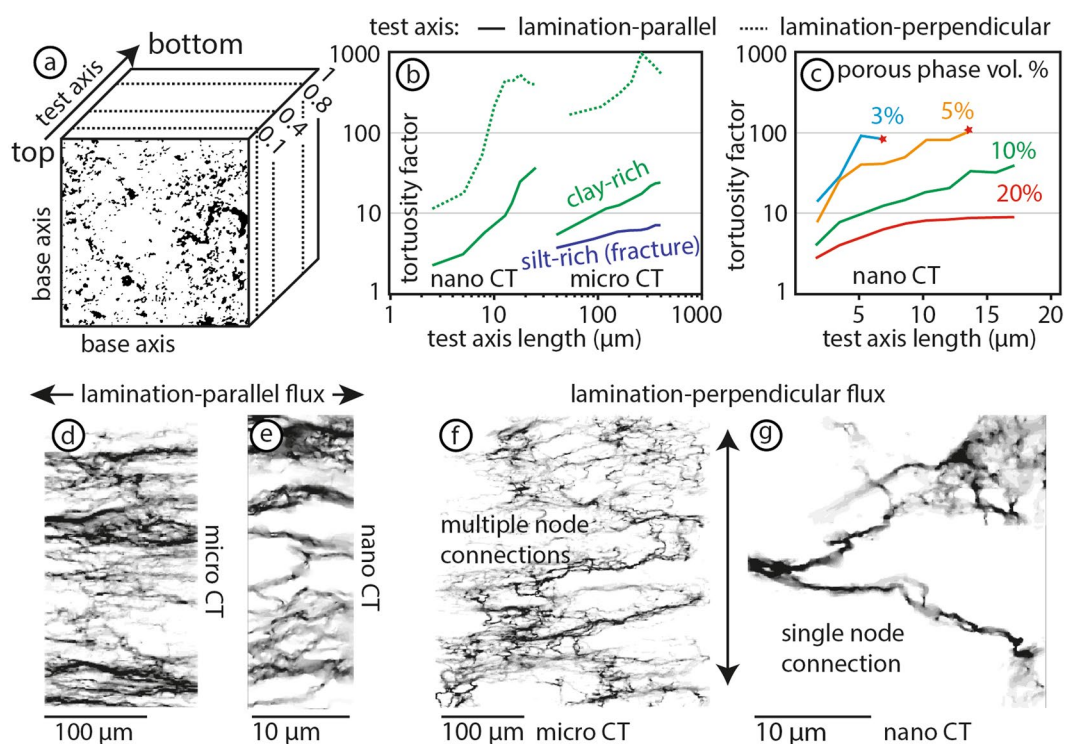 test axis: lamination-parallel lamination-perpendicular
a
bottom
test axis
top
1
0.8
0.4
0.1
base axis
base axis
b
1000
100
10
1
tortuosity factor
clay-rich
silt-rich (fracture)
nano CT
micro CT
1
10
100
1000
test axis length (µm)
c
porous phase vol. %
1000
100
10
1
tortuosity factor
3%
5%
10%
20%
nano CT
5
10
15
20
test axis length (µm)
lamination-parallel flux
lamination-perpendicular flux
d
micro CT
100 µm
e
nano CT
10 µm
f
multiple node
connections
100 µm
micro CT
g
single node
connection
10 µm
nano CT